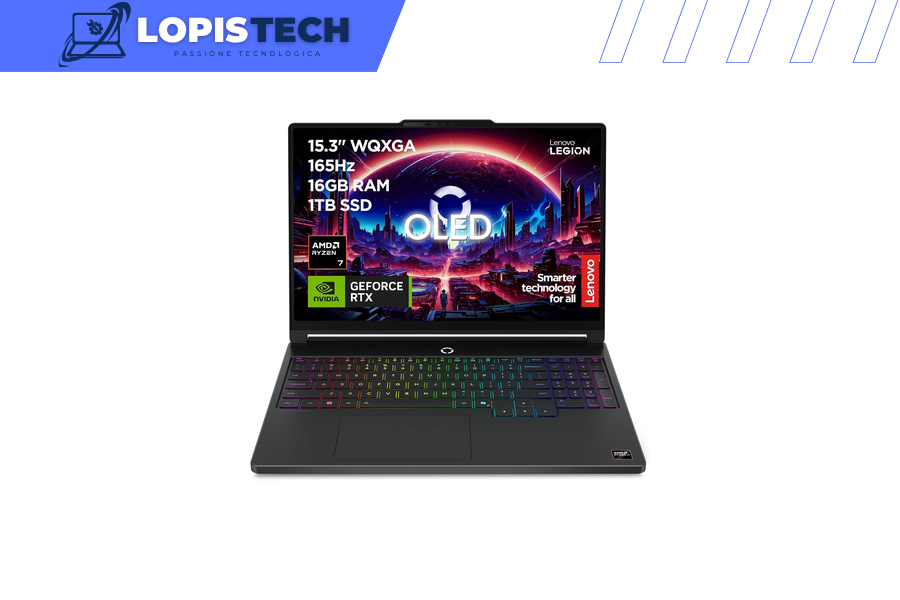 LOPISTECH
PASSIONE TECNOLOGICA
15.3" WQXGA
165Hz
16GB RAM
1TB SSD
Lenovo
LEGION
OLED
AMD
RYZEN
7
NVIDIA
GEFORCE
RTX
Smarter
technology
for all
Lenovo